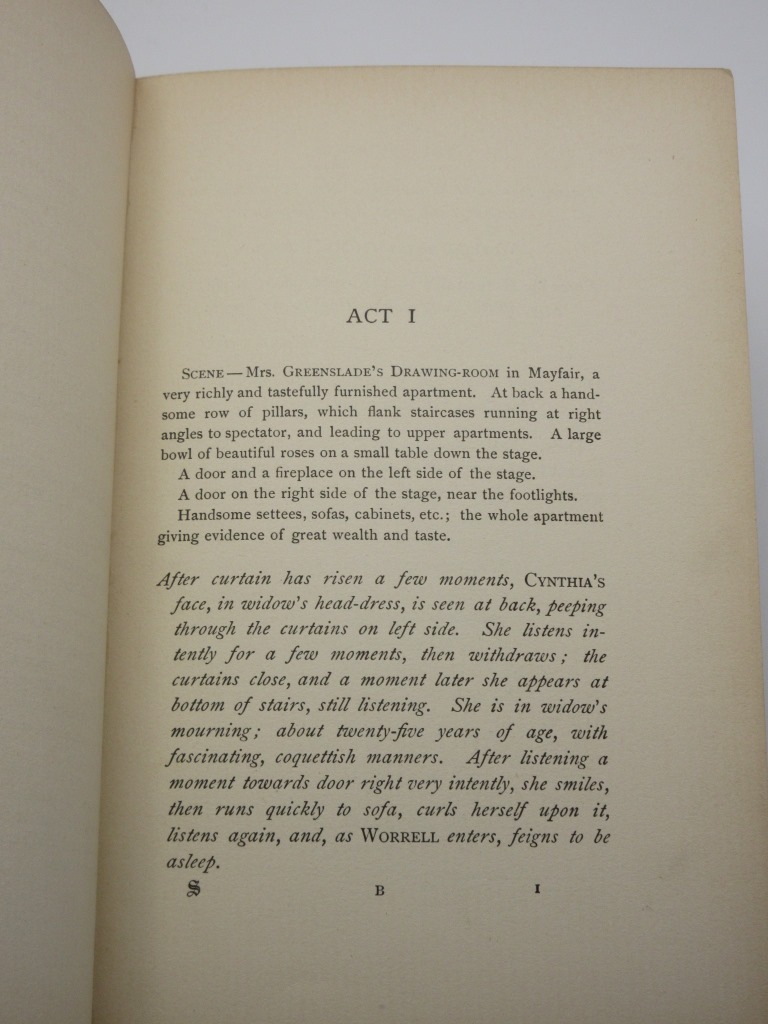 ACT I
SCENE—Mrs. GREENSLADE'S DRAWING-ROOM in Mayfair, a
very richly and tastefully furnished apartment. At back a hand-
some row of pillars, which flank staircases running at right
angles to spectator, and leading to upper apartments. A large
bowl of beautiful roses on a small table down the stage.
A door and a fireplace on the left side of the stage.
A door on the right side of the stage, near the footlights.
Handsome settees, sofas, cabinets, etc.; the whole apartment
giving evidence of great wealth and taste.
After curtain has risen a few moments, CYNTHIA'S
face, in widow's head-dress, is seen at back, peeping
through the curtains on left side. She listens in-
tently for a few moments, then withdraws; the
curtains close, and a moment later she appears at
bottom of stairs, still listening. She is in widow's
mourning; about twenty-five years of age, with
fascinating, coquettish manners. After listening a
moment towards door right very intently, she smiles,
then runs quickly to sofa, curls herself upon it,
listens again, and, as WORRELL enters, feigns to be
asleep.
S B 1